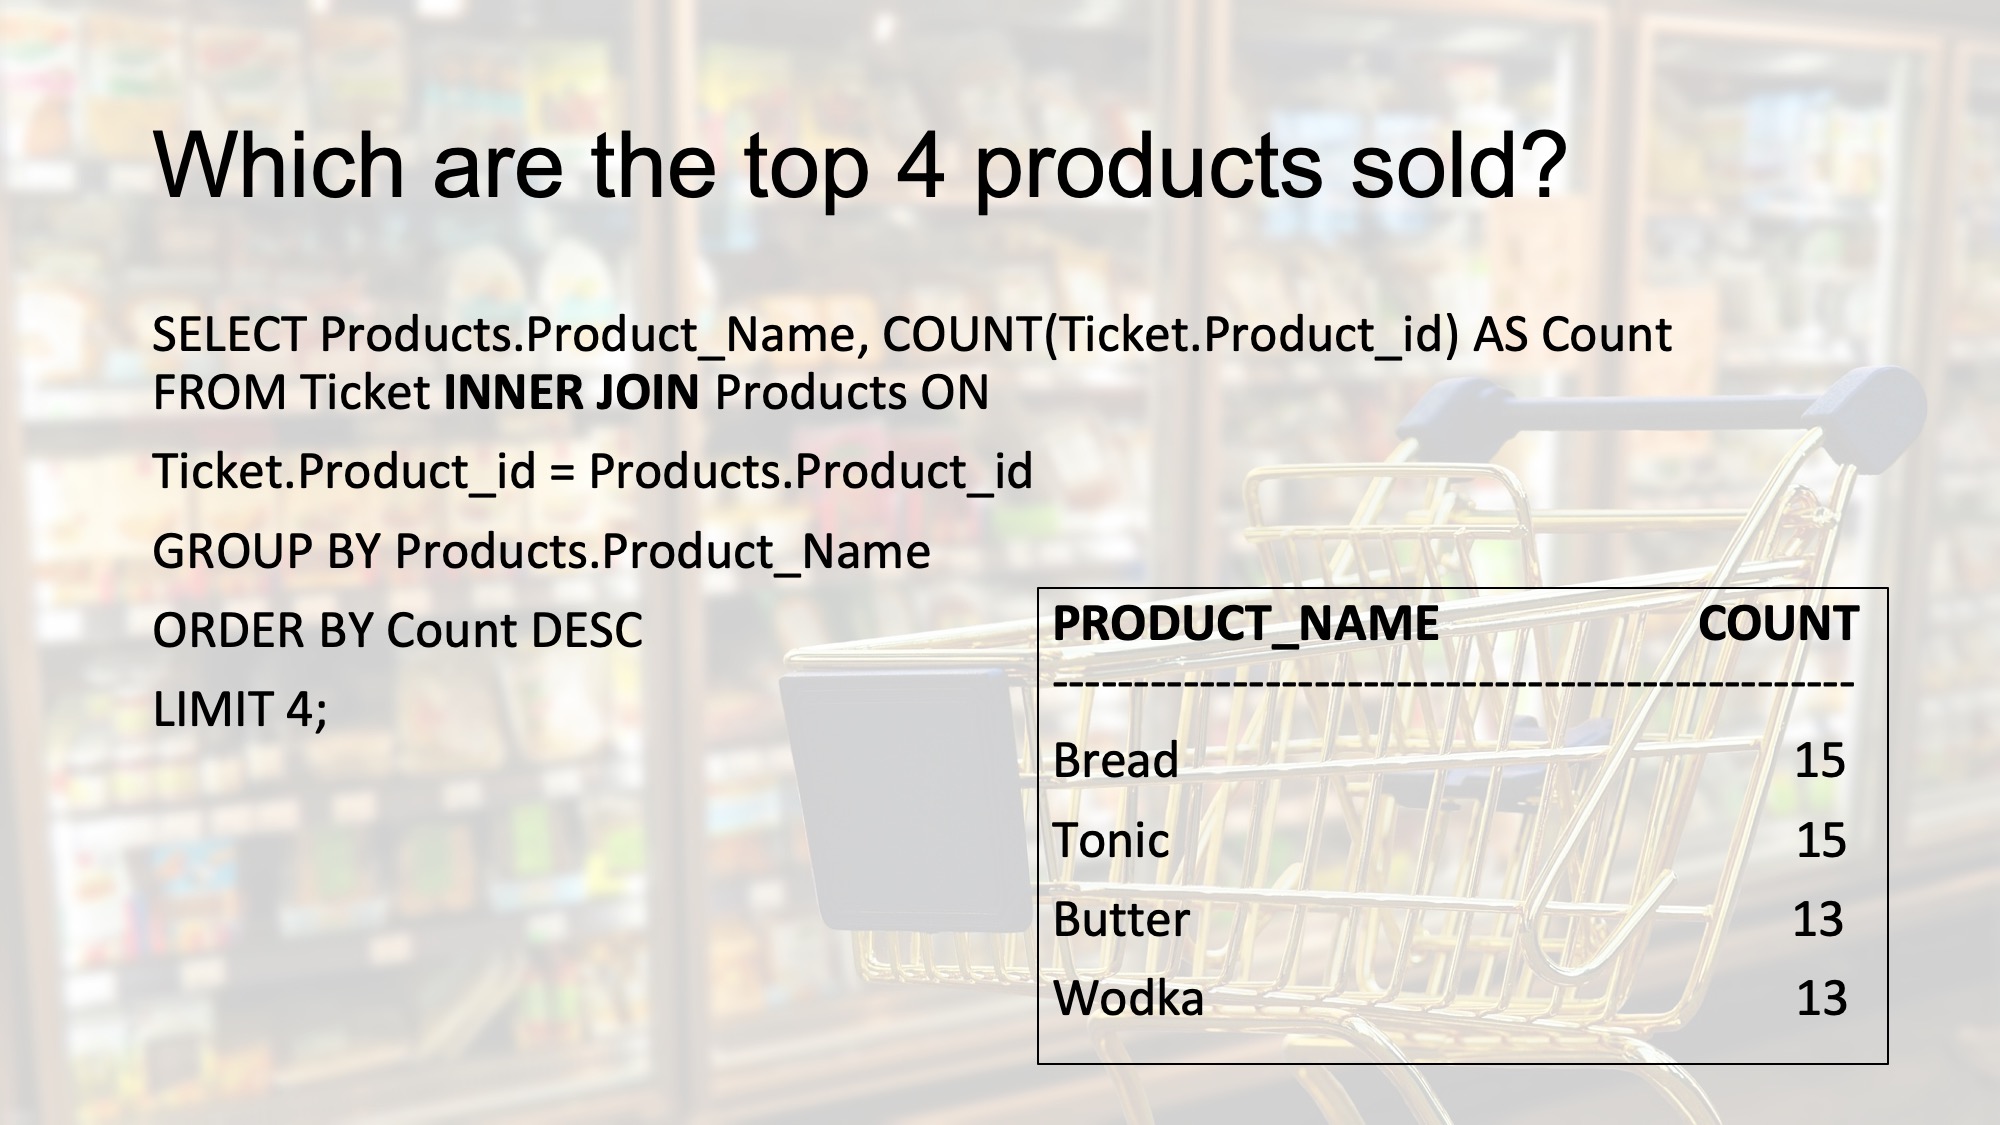 Which are the top 4 products sold?
SELECT Products.Product_Name, COUNT(Ticket.Product_id) AS Count
FROM Ticket INNER JOIN Products ON
Ticket.Product_id = Products.Product_id
GROUP BY Products.Product_Name
ORDER BY Count DESC
LIMIT 4;
PRODUCT_NAME COUNT
--------------------------------------------------
Bread 15
Tonic 15
Butter 13
Wodka 13